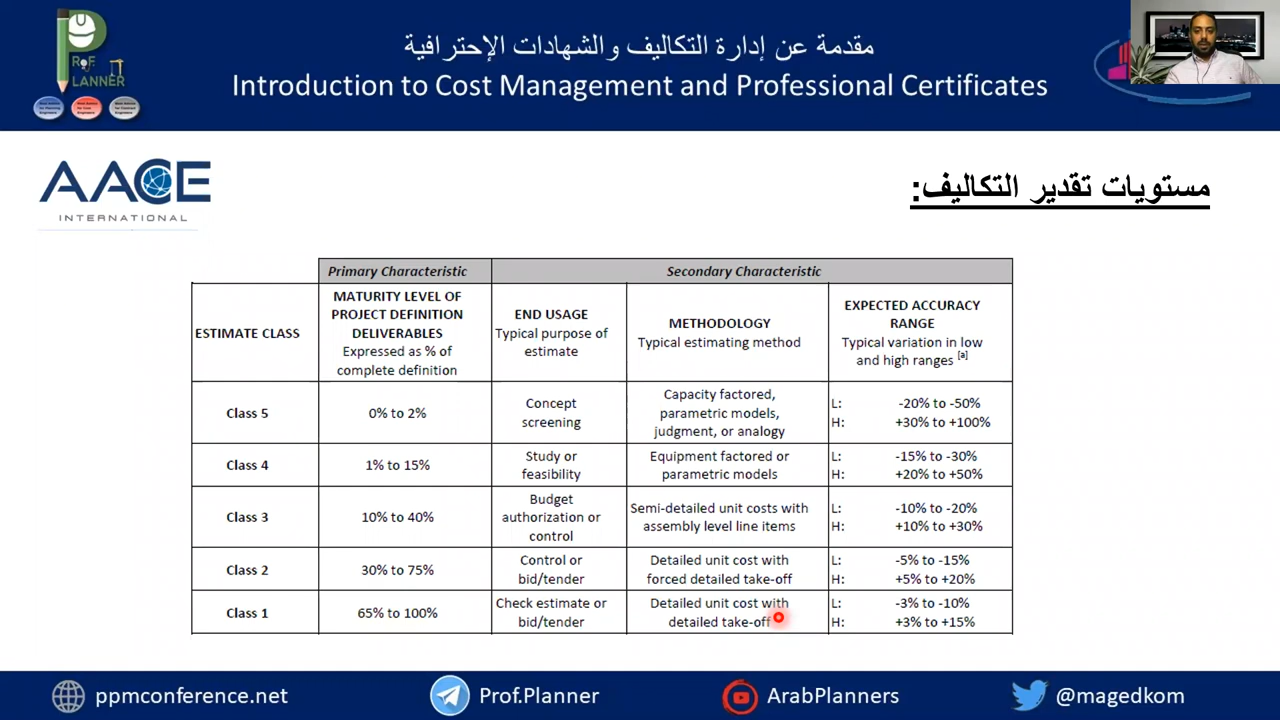 مقدمة عن إدارة التكاليف والشهادات الإحترافية
Introduction to Cost Management and Professional Certificates
PR F
PLANNER
AACE
INTERNATIONAL
مستويات تقدير التكاليف:
Primary Characteristic
Secondary Characteristic
ESTIMATE CLASS
MATURITY LEVEL OF
PROJECT DEFINITION
DELIVERABLES
Expressed as % of
complete definition
END USAGE
Typical purpose of
estimate
METHODOLOGY
Typical estimating method
EXPECTED ACCURACY
RANGE
Typical variation in low
and high ranges [a]
Class 5
0% to 2%
Concept
screening
Capacity factored,
parametric models,
judgment, or analogy
L: -20% to -50%
H: +30% to +100%
Class 4
1% to 15%
Study or
feasibility
Equipment factored or
parametric models
L: -15% to -30%
H: +20% to +50%
Class 3
10% to 40%
Budget
authorization or
control
Semi-detailed unit costs with
assembly level line items
L: -10% to -20%
H: +10% to +30%
Class 2
30% to 75%
Control or
bid/tender
Detailed unit cost with
forced detailed take-off
L: -5% to -15%
H: +5% to +20%
Class 1
65% to 100%
Check estimate or
bid/tender
Detailed unit cost with
detailed take-off
L: -3% to -10%
H: +3% to +15%
ppmconference.net
Prof.Planner
ArabPlanners
@magedkom